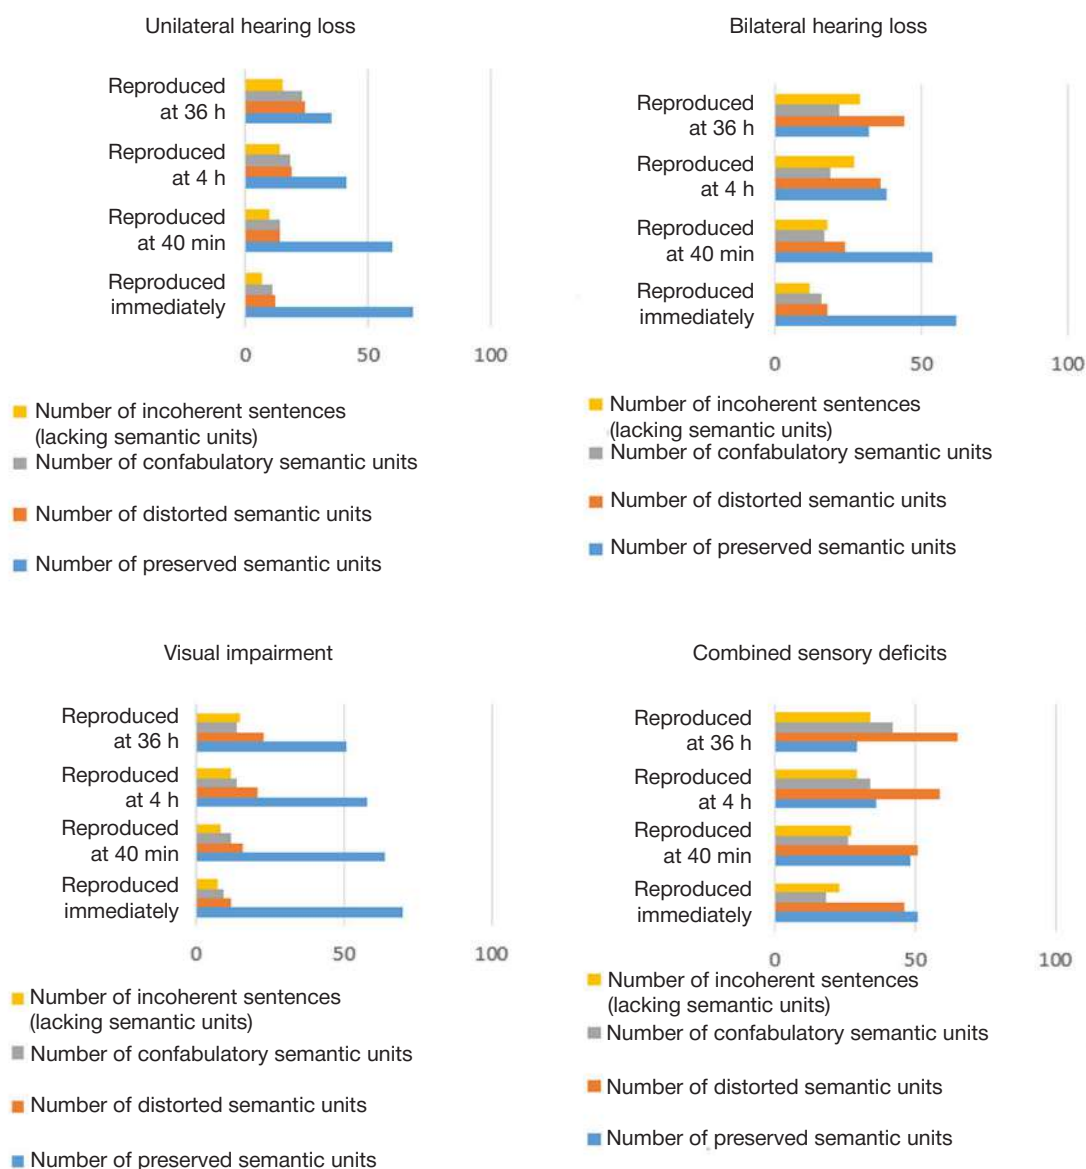 Unilateral hearing loss
Reproduced
at 36 h
Reproduced
at 4 h
Reproduced
at 40 min
Reproduced
immediately
0 50 100
Number of incoherent sentences
(lacking semantic units)
Number of confabulatory semantic units
Number of distorted semantic units
Number of preserved semantic units
Bilateral hearing loss
Reproduced
at 36 h
Reproduced
at 4 h
Reproduced
at 40 min
Reproduced
immediately
0 50 100
Number of incoherent sentences
(lacking semantic units)
Number of confabulatory semantic units
Number of distorted semantic units
Number of preserved semantic units
Visual impairment
Reproduced
at 36 h
Reproduced
at 4 h
Reproduced
at 40 min
Reproduced
immediately
0 50 100
Number of incoherent sentences
(lacking semantic units)
Number of confabulatory semantic units
Number of distorted semantic units
Number of preserved semantic units
Combined sensory deficits
Reproduced
at 36 h
Reproduced
at 4 h
Reproduced
at 40 min
Reproduced
immediately
0 50 100
Number of incoherent sentences
(lacking semantic units)
Number of confabulatory semantic units
Number of distorted semantic units
Number of preserved semantic units